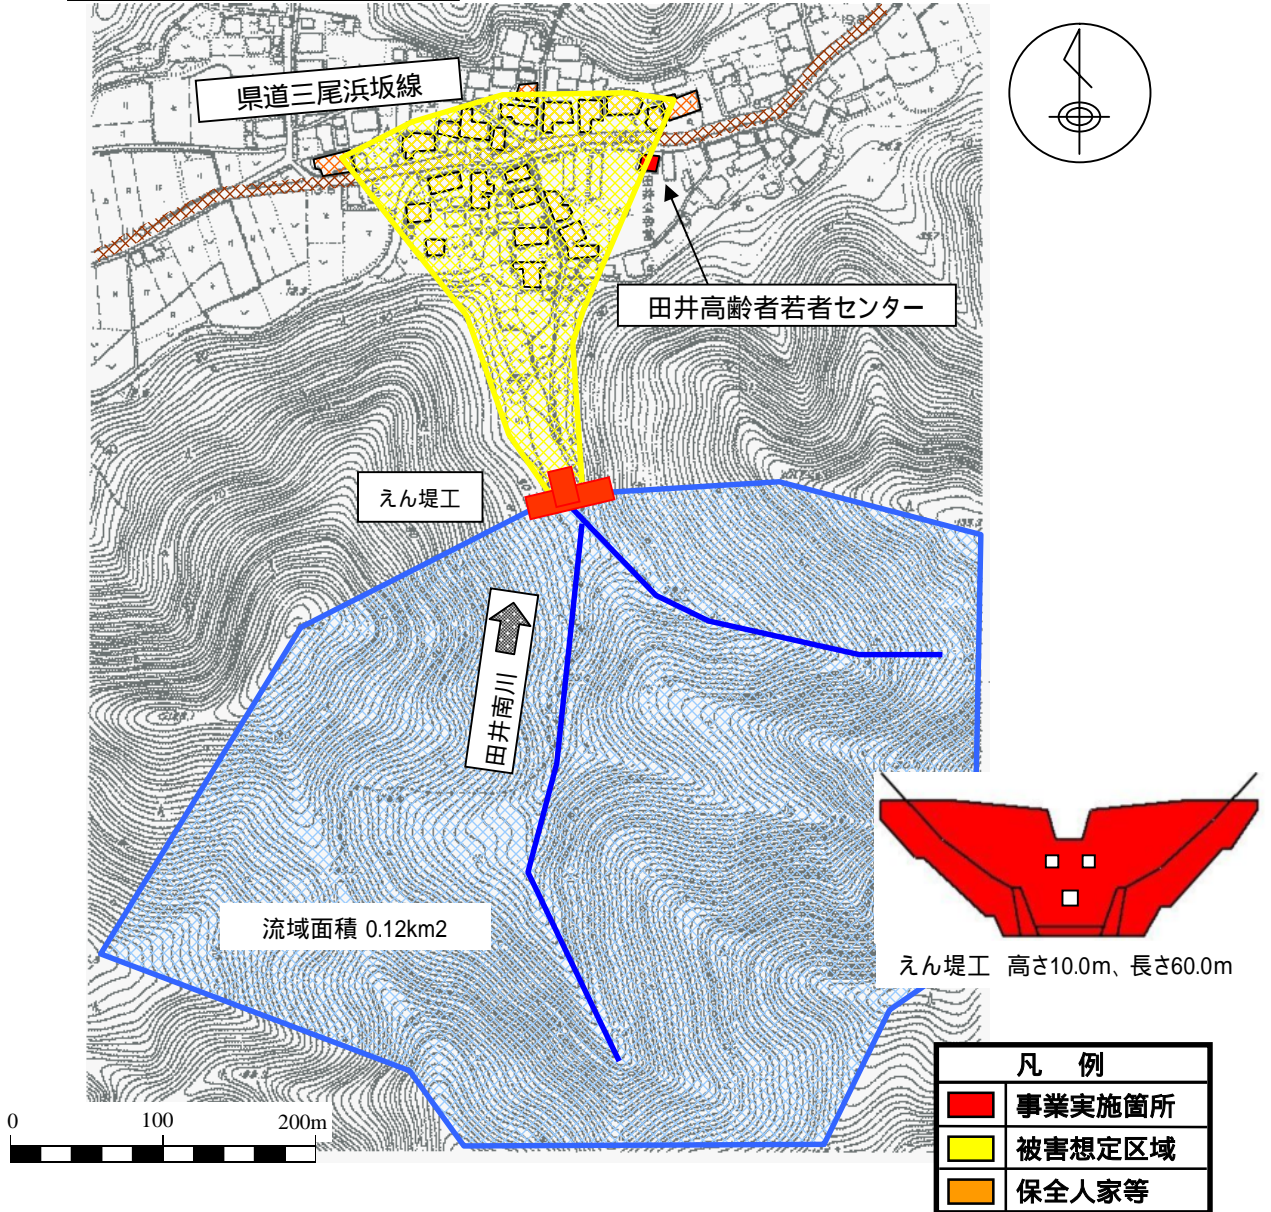 県道三尾浜坂線
田井高齢者若者センター
えん堤工
田井南川
流域面積 0.12km2
えん堤工 高さ10.0m、長さ60.0m
0 100 200m
凡 例
事業実施箇所
被害想定区域
保全人家等